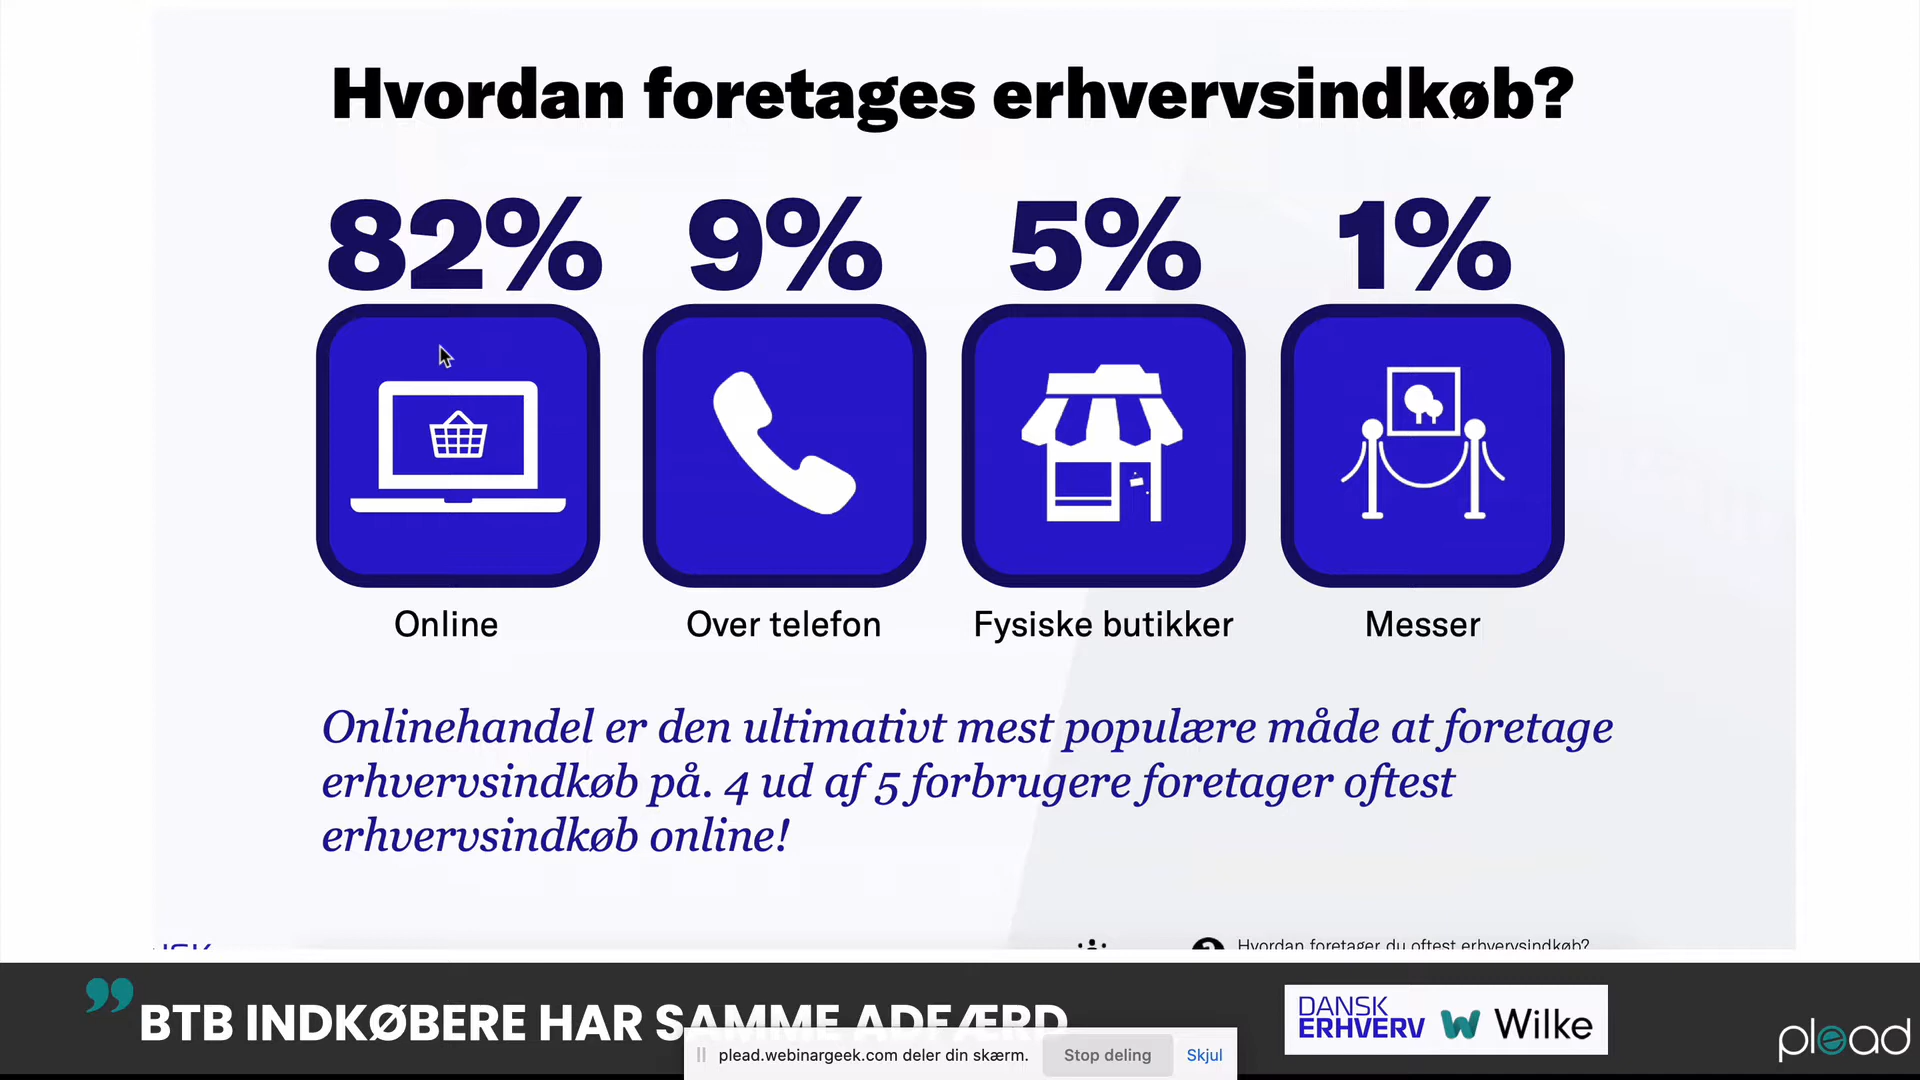 Hvordan foretages erhvervsindkøb?
82% 9% 5% 1%
Online Over telefon Fysiske butikker Messer
Onlinehandel er den ultimativt mest populære måde at foretage
erhvervsindkøb på. 4 ud af 5 forbrugere foretager oftest
erhvervsindkøb online!
Hvordan foretager du oftest erhvervsindkøb?
BTB INDKØBERE HAR SAMME ADFÆRD
DANSK
ERHVERV
Wilke
plead
plead.webinargeek.com deler din skærm. Stop deling Skjul